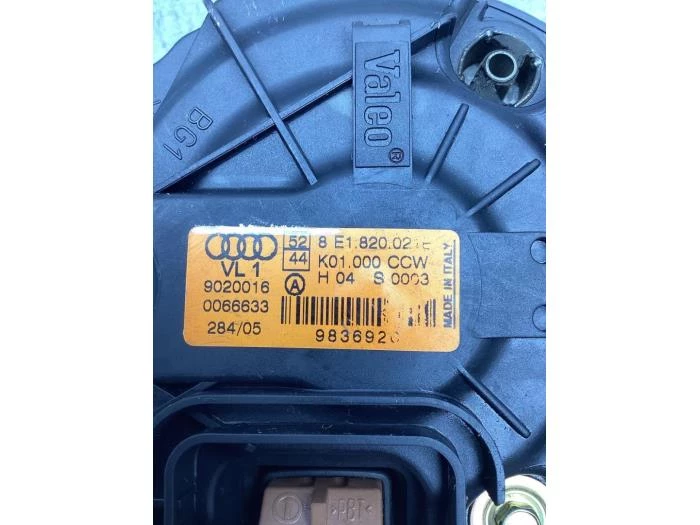 Valeo®
BG1
52
44
8 E1.820.021E
K01.000 CCW
VL 1
H 04 S 0003
9020016
A
0066633
284/05
MADE IN ITALY
>PBT<